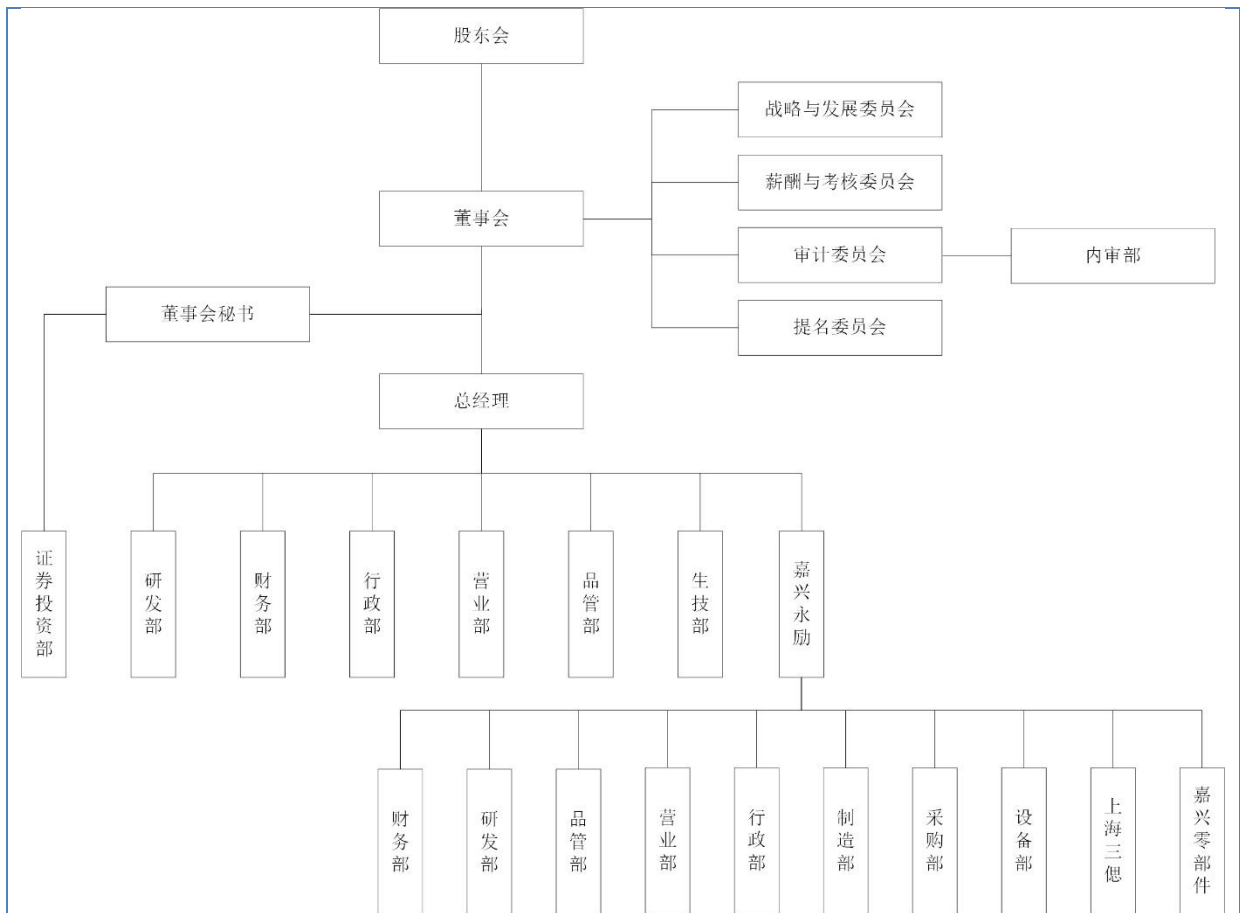 股东会
战略与发展委员会
薪酬与考核委员会
董事会
审计委员会
内审部
董事会秘书
提名委员会
总经理
证券投资部
研发部
财务部
行政部
营业部
品管部
生技部
嘉兴永励
财务部
研发部
品管部
营业部
行政部
制造部
采购部
设备部
上海三偲
嘉兴零部件